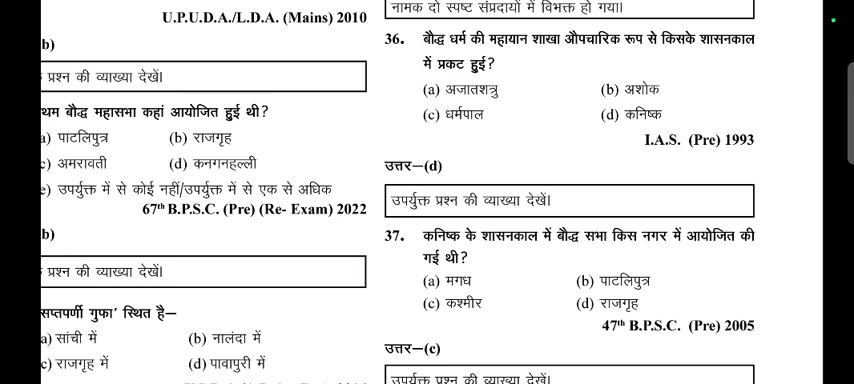 U.P.U.D.A./L.D.A. (Mains) 2010
b)
प्रश्न की व्याख्या देखें।
थम बौद्ध महासभा कहां आयोजित हुई थी?
a) पाटलिपुत्र (b) राजगृह
c) अमरावती (d) कनगनहल्ली
e) उपर्युक्त में से कोई नहीं/उपर्युक्त में से एक से अधिक
67th B.P.S.C. (Pre) (Re- Exam) 2022
b)
प्रश्न की व्याख्या देखें।
सप्तपर्णी गुफा' स्थित है–
a) सांची में (b) नालंदा में
c) राजगृह में (d) पावापुरी में
नामक दो स्पष्ट संप्रदायों में विभक्त हो गया।
36. बौद्ध धर्म की महायान शाखा औपचारिक रूप से किसके शासनकाल
में प्रकट हुई?
(a) अजातशत्रु (b) अशोक
(c) धर्मपाल (d) कनिष्क
I.A.S. (Pre) 1993
उत्तर–(d)
उपर्युक्त प्रश्न की व्याख्या देखें।
37. कनिष्क के शासनकाल में बौद्ध सभा किस नगर में आयोजित की
गई थी?
(a) मगध (b) पाटलिपुत्र
(c) कश्मीर (d) राजगृह
47th B.P.S.C. (Pre) 2005
उत्तर–(c)
उपर्युक्त प्रश्न की व्याख्या देखें।